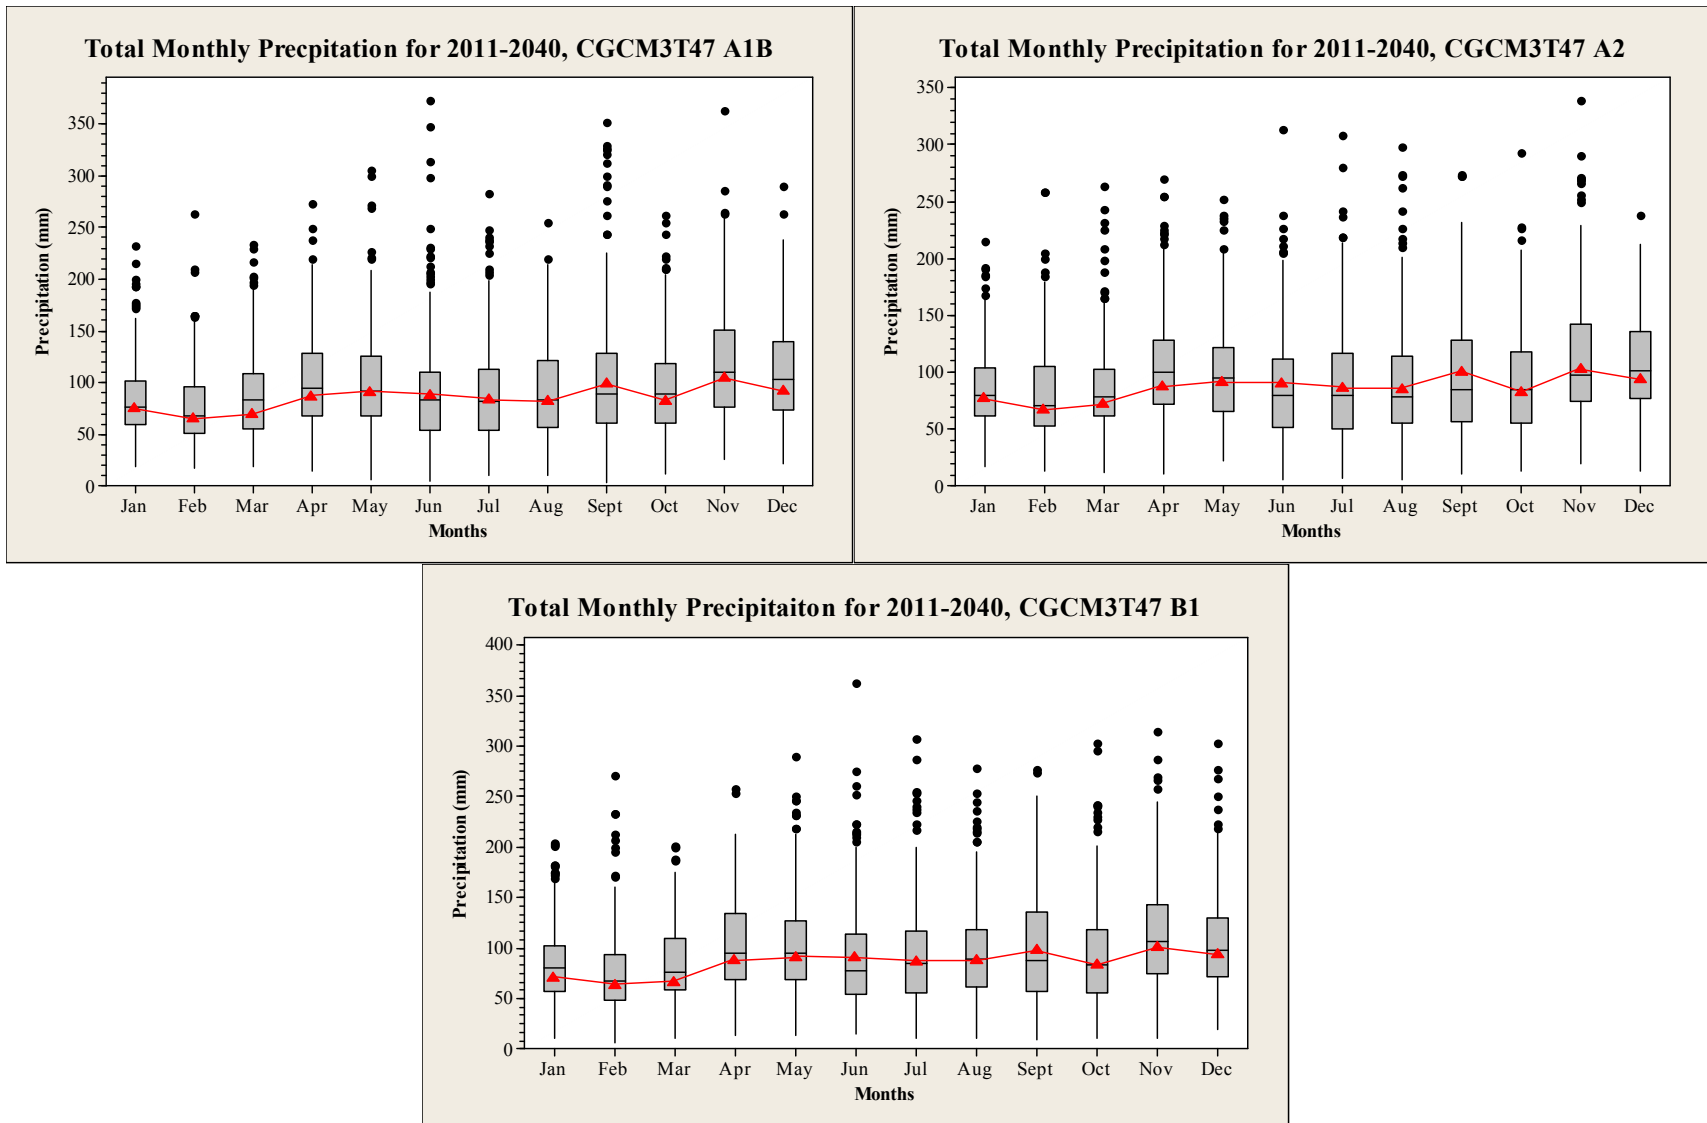 Total Monthly Precpitation for 2011-2040, CGCM3T47 A1B
350
300
250
200
150
100
50
0
Precipitation (mm)
Jan Feb Mar Apr May Jun Jul Aug Sept Oct Nov Dec
Months
Total Monthly Precipitation for 2011-2040, CGCM3T47 A2
350
300
250
200
150
100
50
0
Precipitation (mm)
Jan Feb Mar Apr May Jun Jul Aug Sept Oct Nov Dec
Months
Total Monthly Precipitaiton for 2011-2040, CGCM3T47 B1
400
350
300
250
200
150
100
50
0
Precipitation (mm)
Jan Feb Mar Apr May Jun Jul Aug Sept Oct Nov Dec
Months